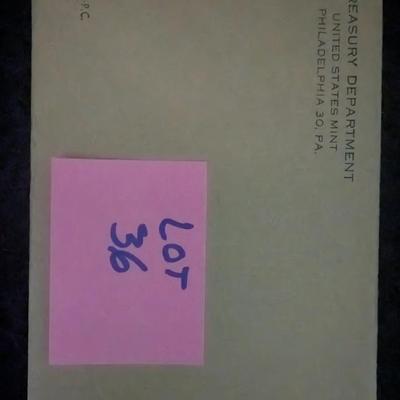 REASURY DEPARTMENT
UNITED STATES MINT
PHILADELPHIA 30, PA.
P.C.
LOT
36